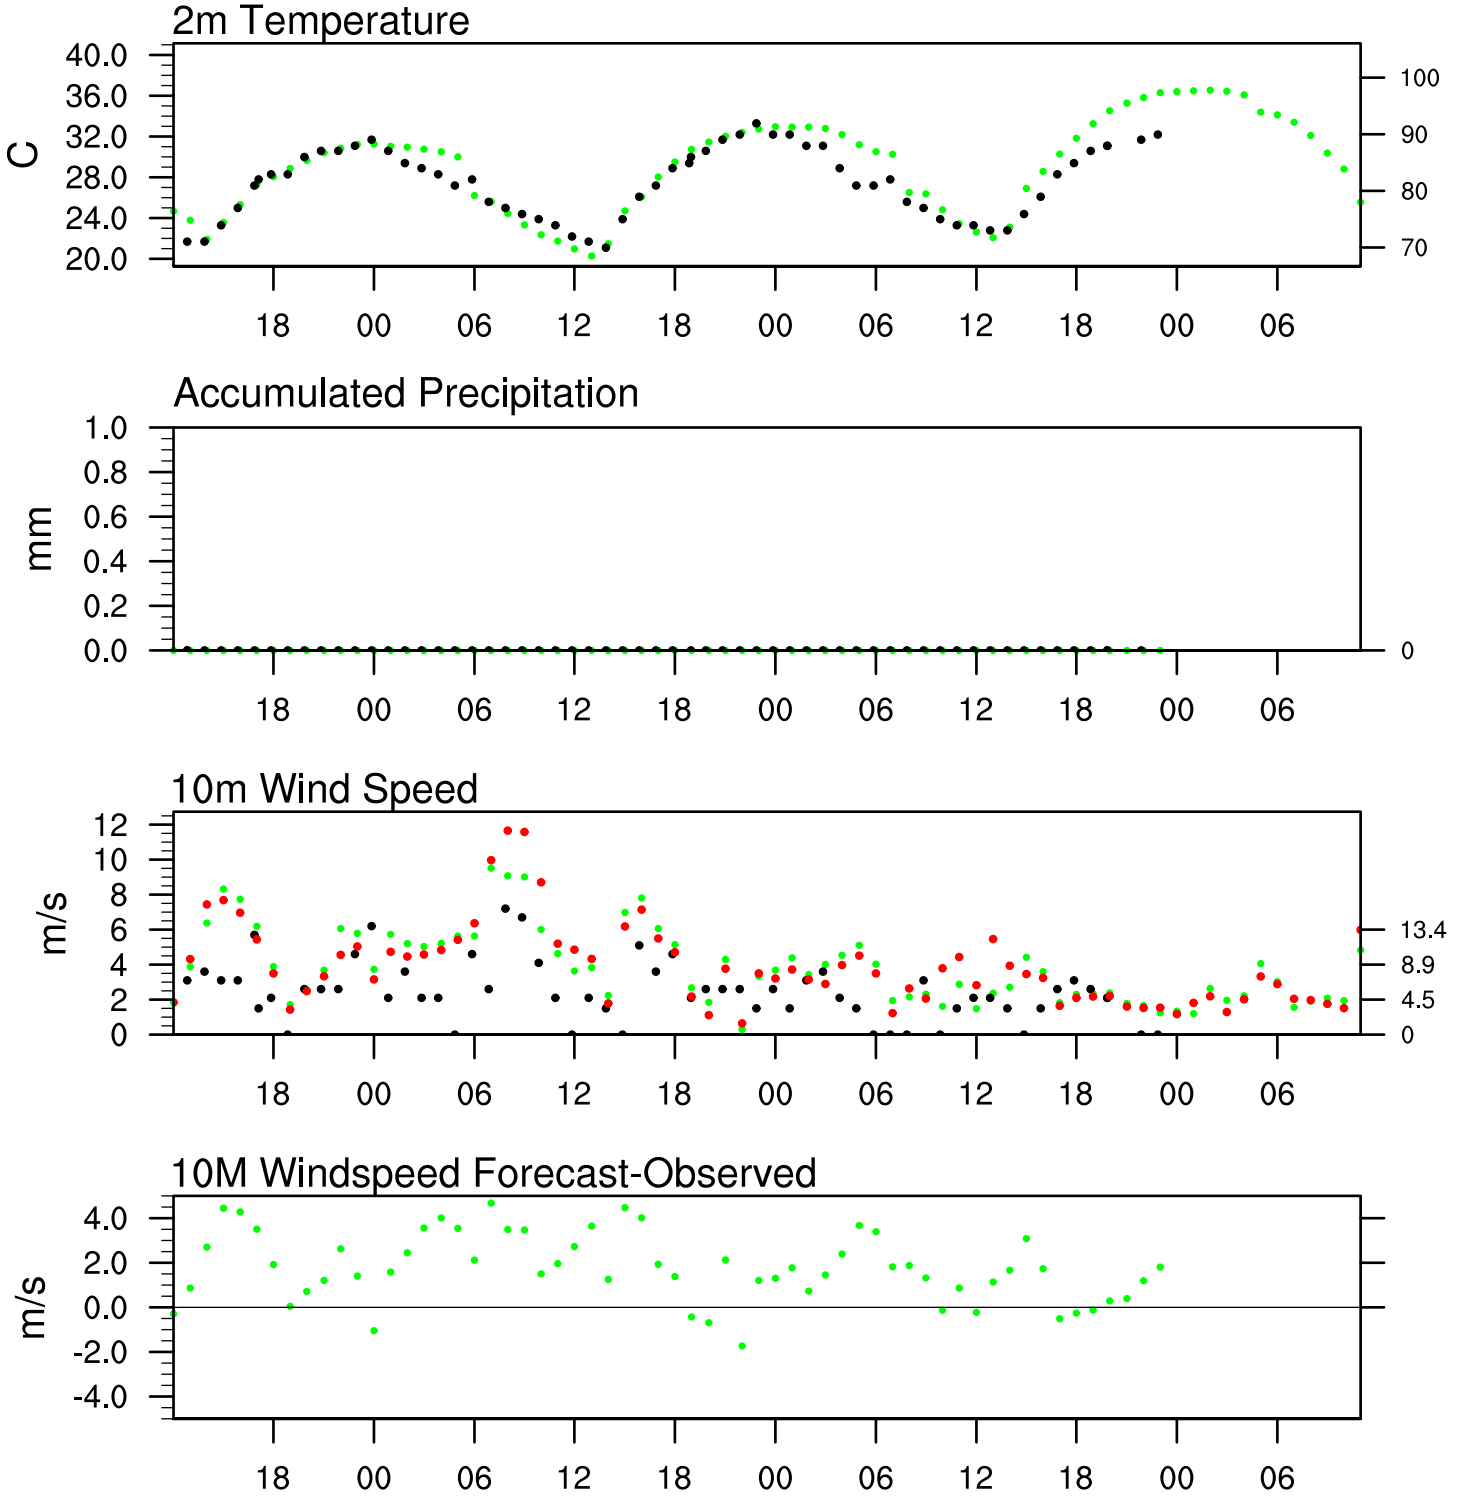 2m Temperature
40.0
36.0
32.0
28.0
24.0
20.0
C
100
90
80
70
18 00 06 12 18 00 06 12 18 00 06
Accumulated Precipitation
1.0
0.8
0.6
0.4
0.2
0.0
mm
0
18 00 06 12 18 00 06 12 18 00 06
10m Wind Speed
12
10
8
6
4
2
0
m/s
13.4
8.9
4.5
0
18 00 06 12 18 00 06 12 18 00 06
10M Windspeed Forecast-Observed
4.0
2.0
0.0
-2.0
-4.0
m/s
18 00 06 12 18 00 06 12 18 00 06